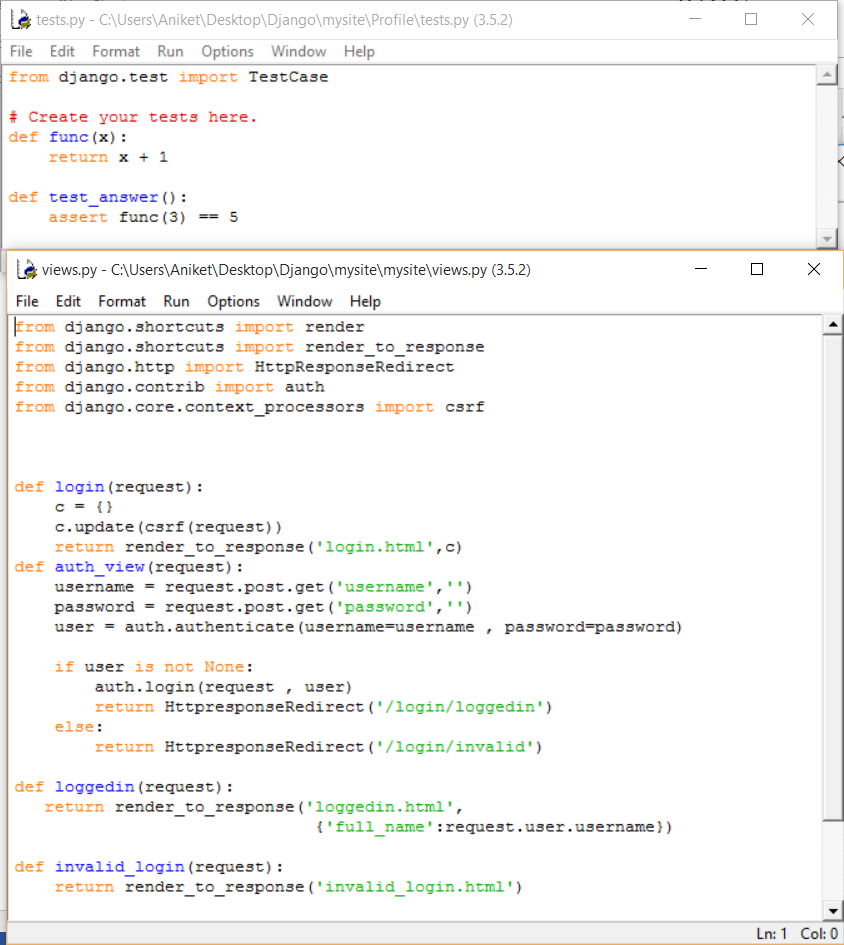 tests.py - C:\Users\Aniket\Desktop\Django\mysite\Profile\tests.py (3.5.2)
File Edit Format Run Options Window Help
from django.test import TestCase

# Create your tests here.
def func(x):
    return x + 1

def test_answer():
    assert func(3) == 5

views.py - C:\Users\Aniket\Desktop\Django\mysite\mysite\views.py (3.5.2)
File Edit Format Run Options Window Help
from django.shortcuts import render
from django.shortcuts import render_to_response
from django.http import HttpResponseRedirect
from django.contrib import auth
from django.core.context_processors import csrf

def login(request):
    c = {}
    c.update(csrf(request))
    return render_to_response('login.html',c)
def auth_view(request):
    username = request.post.get('username','')
    password = request.post.get('password','')
    user = auth.authenticate(username=username , password=password)

    if user is not None:
        auth.login(request , user)
        return HttpresponseRedirect('/login/loggedin')
    else:
        return HttpresponseRedirect('/login/invalid')

def loggedin(request):
   return render_to_response('loggedin.html',
                              {'full_name':request.user.username})

def invalid_login(request):
    return render_to_response('invalid_login.html')
Ln: 1 Col: 0